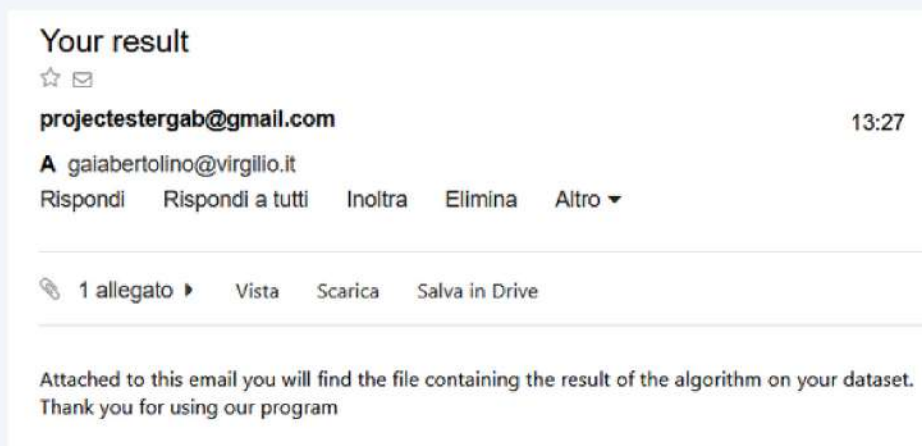 Your result
projectestergab@gmail.com 13:27
A gaiabertolino@virgilio.it
Rispondi Rispondi a tutti Inoltra Elimina Altro
1 allegato Vista Scarica Salva in Drive
Attached to this email you will find the file containing the result of the algorithm on your dataset.
Thank you for using our program